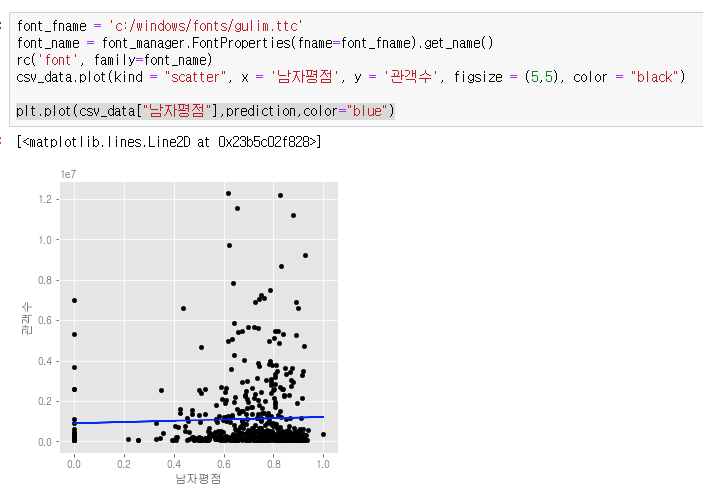 font_fname = 'c:/windows/fonts/gulim.ttc'
font_name = font_manager.FontProperties(fname=font_fname).get_name()
rc('font', family=font_name)
csv_data.plot(kind = "scatter", x = '남자평점', y = '관객수', figsize = (5,5), color = "black")
plt.plot(csv_data["남자평점"],prediction,color="blue")
[<matplotlib.lines.Line2D at 0x23b5c02f828>]
1e7
1.2
1.0
0.8
0.6
0.4
0.2
0.0
관객수
0.0 0.2 0.4 0.6 0.8 1.0
남자평점